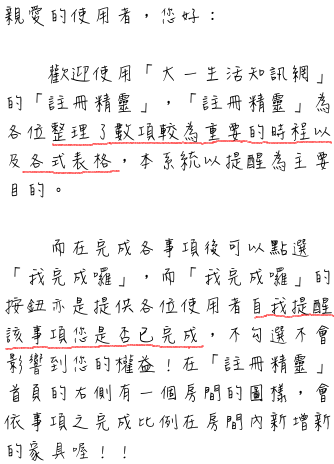 親愛的使用者，您好：
歡迎使用「大一生活知訊網」
的「註冊精靈」，「註冊精靈」為
各位整理了數項較為重要的時程以
及各式表格，本系統以提醒為主要
目的。
而在完成各事項後可以點選
「我完成囉」，而「我完成囉」的
按鈕亦是提供各位使用者自我提醒
該事項您是否已完成，不勾選不會
影響到您的權益！在「註冊精靈」
首頁的右側有一個房間的圖樣，會
依事項之完成比例在房間內新增新
的家具喔！！